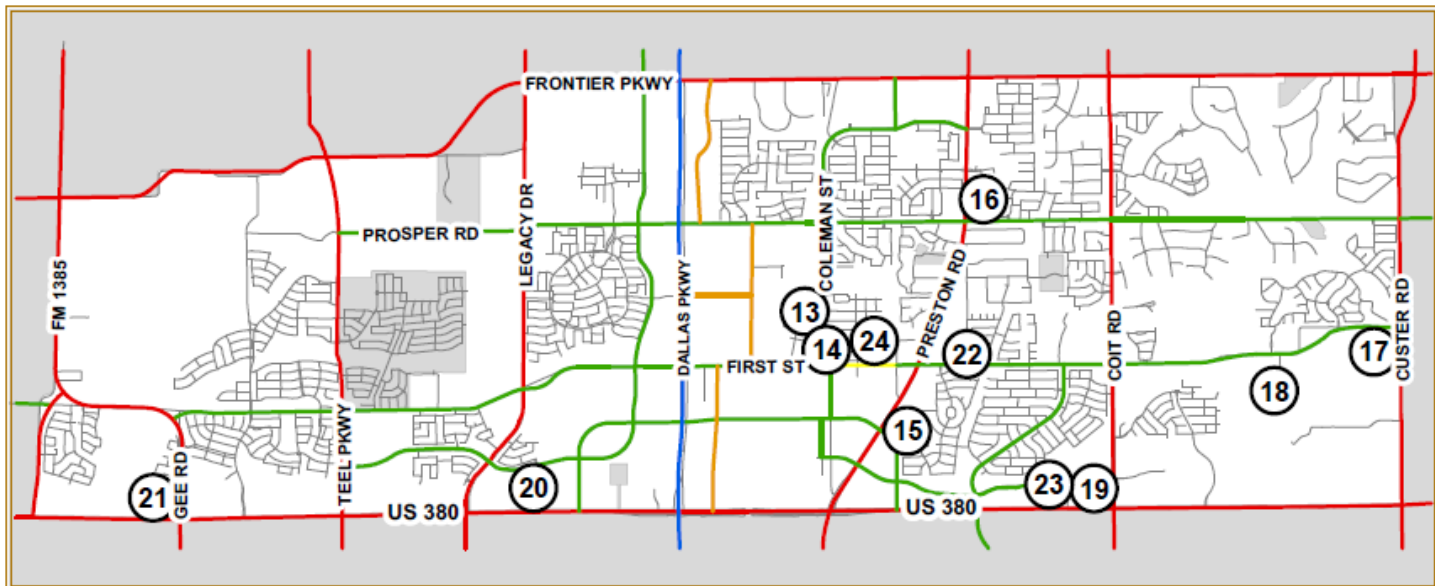 FRONTIER PKWY
16
COLEMAN ST
LEGACY DR
PROSPER RD
PRESTON RD
FM 1385
DALLAS PKWY
13
COIT RD
CUSTER RD
14
24
22
17
FIRST ST
18
TEEL PKWY
15
GEE RD
21
20
23
19
US 380
US 380